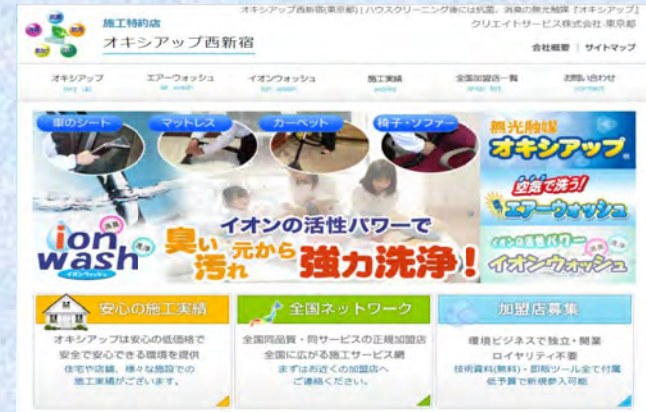 オキシアップ西新宿(東京都) | ハウスクリーニング後には抗菌、消臭の無光触媒『オキシアップ』
施工特約店
クリエイトサービス株式会社-東京都
オキシアップ西新宿
会社概要 | サイトマップ
オキシアップ
エアーウォッシュ
イオンウォッシュ
施工実績
全国加盟店一覧
お問い合わせ
air wash
ion wash
works
contact
車のシート
マットレス
カーペット
椅子・ソファー
無光触媒
オキシアップ
空気で洗う!
エアーウォッシュ
イオンの活性パワー
イオンウォッシュ
ion
wash
イオンウォッシュ
イオンの活性パワーで
臭い
汚れ
元から
強力洗浄!
安心の施工実績
オキシアップは安心の低価格で
安全で安心できる環境を提供
住宅や店舗、様々な施設での
施工実績がございます。
全国ネットワーク
全国同品質・同サービスの正規加盟店
全国に広がる施工サービス網
まずはお近くの加盟店へ
ご連絡ください。
加盟店募集
環境ビジネスで独立・開業
ロイヤリティ不要
技術資料(無料)・即販ツール全て付属
低予算で新規参入可能